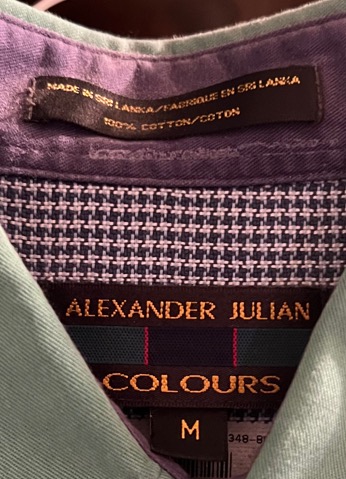 MADE IN SRI LANKA/FABRIQUE EN SRI LANKA
100% COTTON/COTON
ALEXANDER JULIAN
COLOURS
M